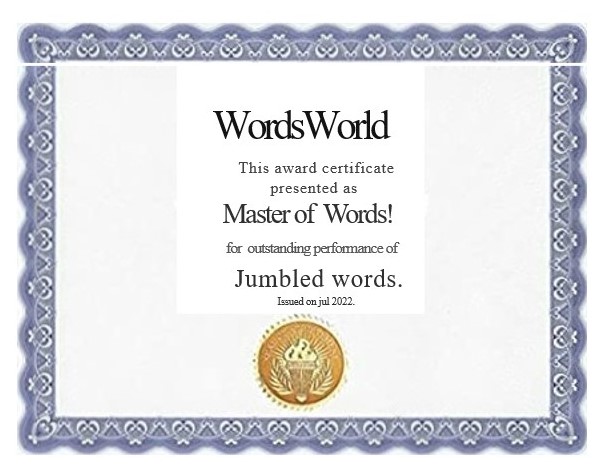 WordsWorld
This award certificate
presented as
Master of Words!
for outstanding performance of
Jumbled words.
Issued on jul 2022.